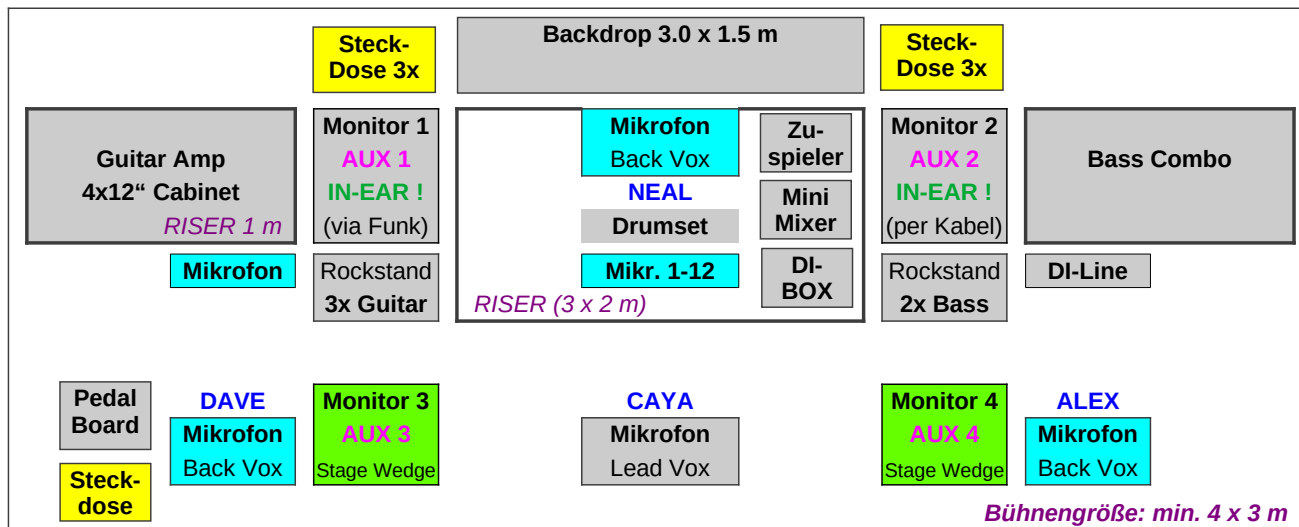 Steck-
Dose 3x
Backdrop 3.0 x 1.5 m
Steck-
Dose 3x
Guitar Amp
4x12“ Cabinet
RISER 1 m
Monitor 1
AUX 1
IN-EAR !
(via Funk)
Mikrofon
Back Vox
NEAL
Drumset
Zu-
spieler
Mini
Mixer
Monitor 2
AUX 2
IN-EAR !
(per Kabel)
Bass Combo
Mikrofon
Rockstand
3x Guitar
Mikr. 1-12
RISER (3 x 2 m)
DI-
BOX
Rockstand
2x Bass
DI-Line
Pedal
Board
Steck-
dose
DAVE
Mikrofon
Back Vox
Monitor 3
AUX 3
Stage Wedge
CAYA
Mikrofon
Lead Vox
Monitor 4
AUX 4
Stage Wedge
ALEX
Mikrofon
Back Vox
Bühnengröße: min. 4 x 3 m